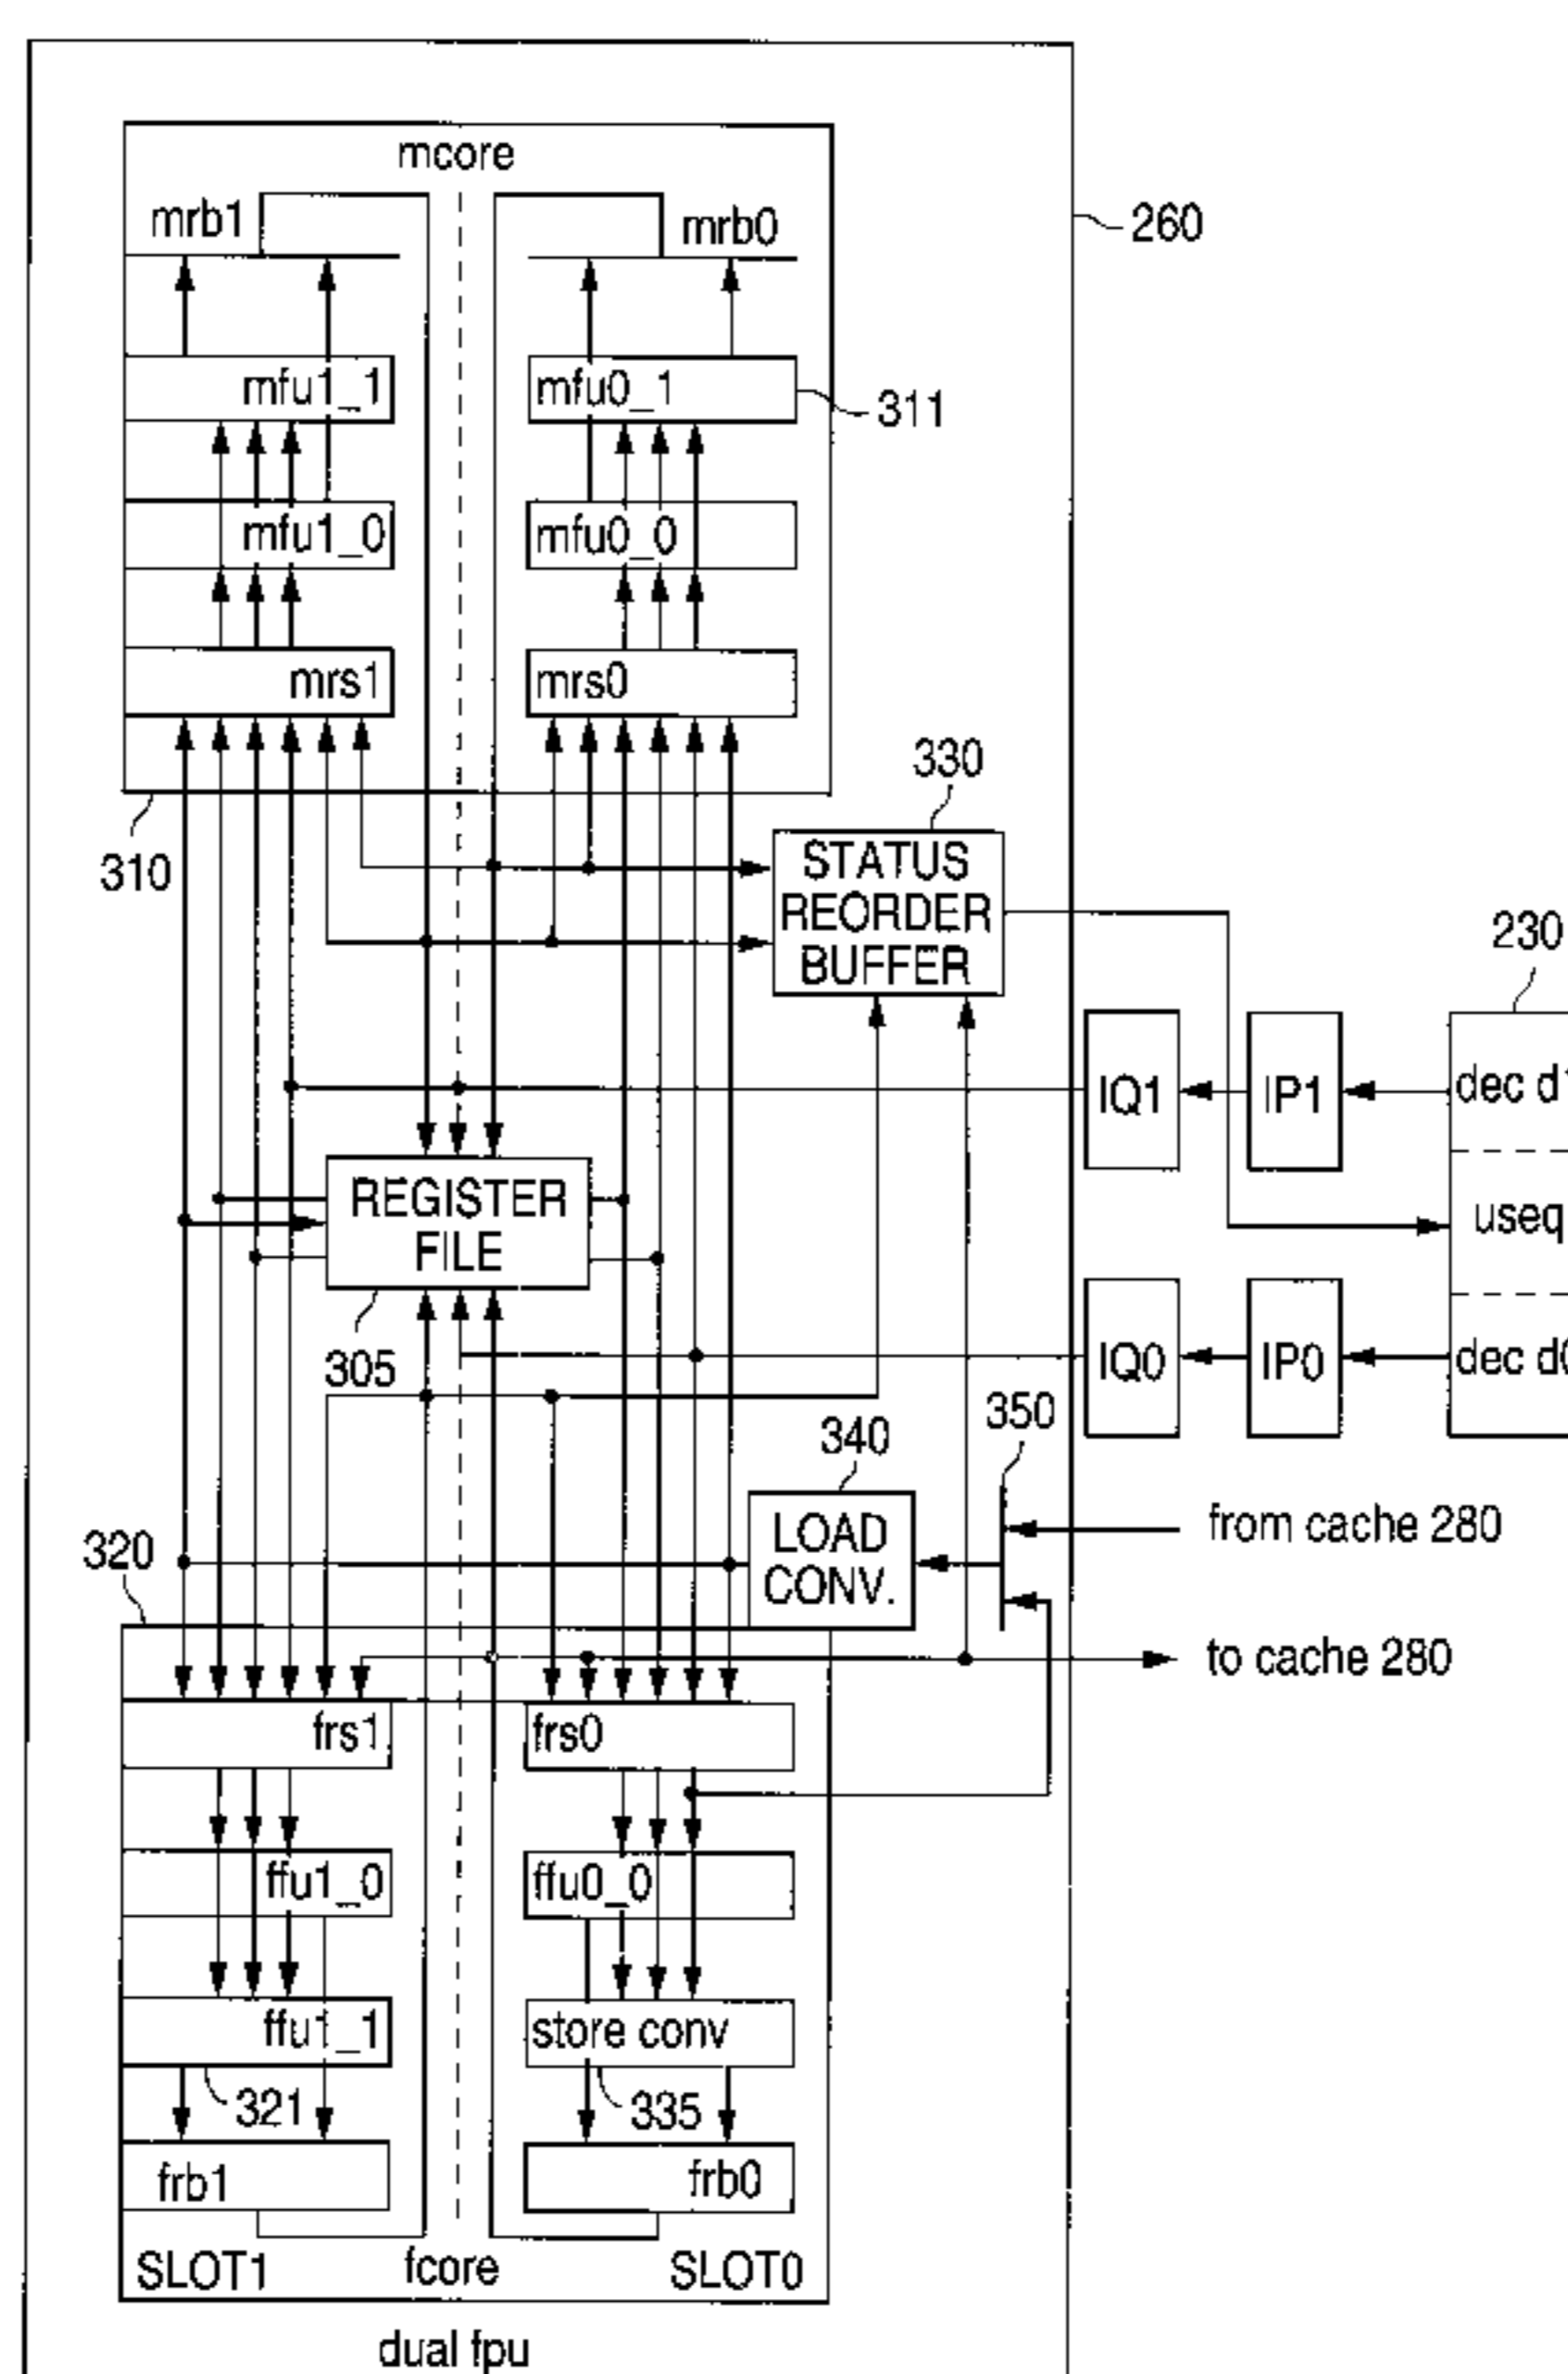 mcore
mrb1
mrb0
260
mfu1_1
mfu0_1
311
mfu1_0
mfu0_0
mrs1
mrs0
330
310
STATUS
REORDER
BUFFER
230
IQ1
IP1
dec d1
REGISTER
FILE
useq
305
IQ0
IP0
dec d0
350
340
LOAD
CONV.
from cache 280
320
to cache 280
frs1
frs0
ffu1_0
ffu0_0
ffu1_1
store conv
321
335
frb1
frb0
SLOT1
fcore
SLOT0
dual fpu